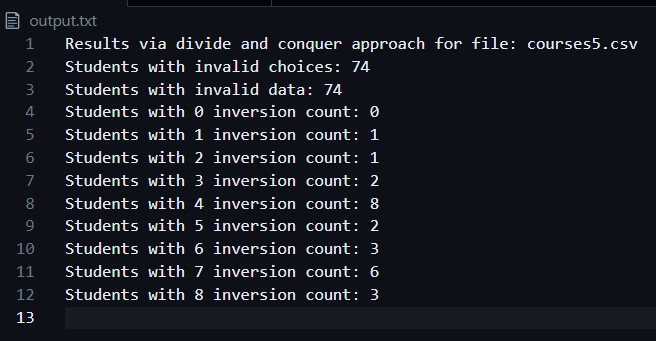 output.txt
1 Results via divide and conquer approach for file: courses5.csv
2 Students with invalid choices: 74
3 Students with invalid data: 74
4 Students with 0 inversion count: 0
5 Students with 1 inversion count: 1
6 Students with 2 inversion count: 1
7 Students with 3 inversion count: 2
8 Students with 4 inversion count: 8
9 Students with 5 inversion count: 2
10 Students with 6 inversion count: 3
11 Students with 7 inversion count: 6
12 Students with 8 inversion count: 3
13